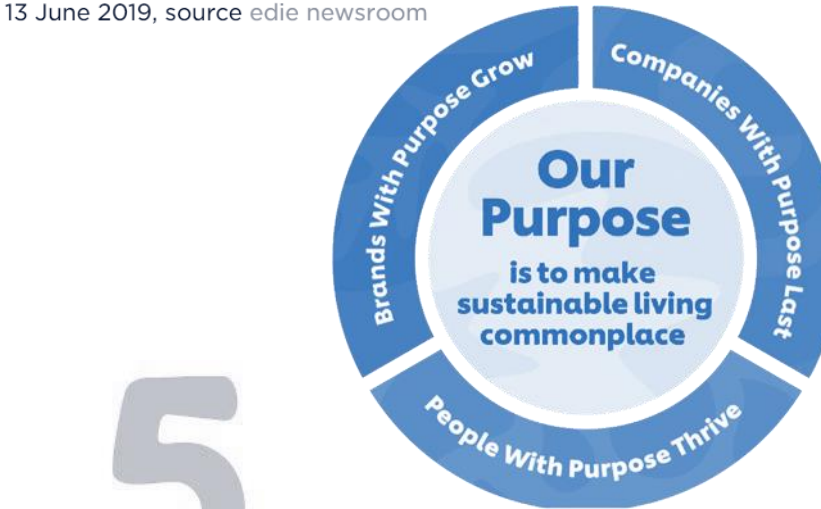 13 June 2019, source edie newsroom
Brands With Purpose Grow
Companies With Purpose Last
Our
Purpose
is to make
sustainable living
commonplace
People With Purpose Thrive
5